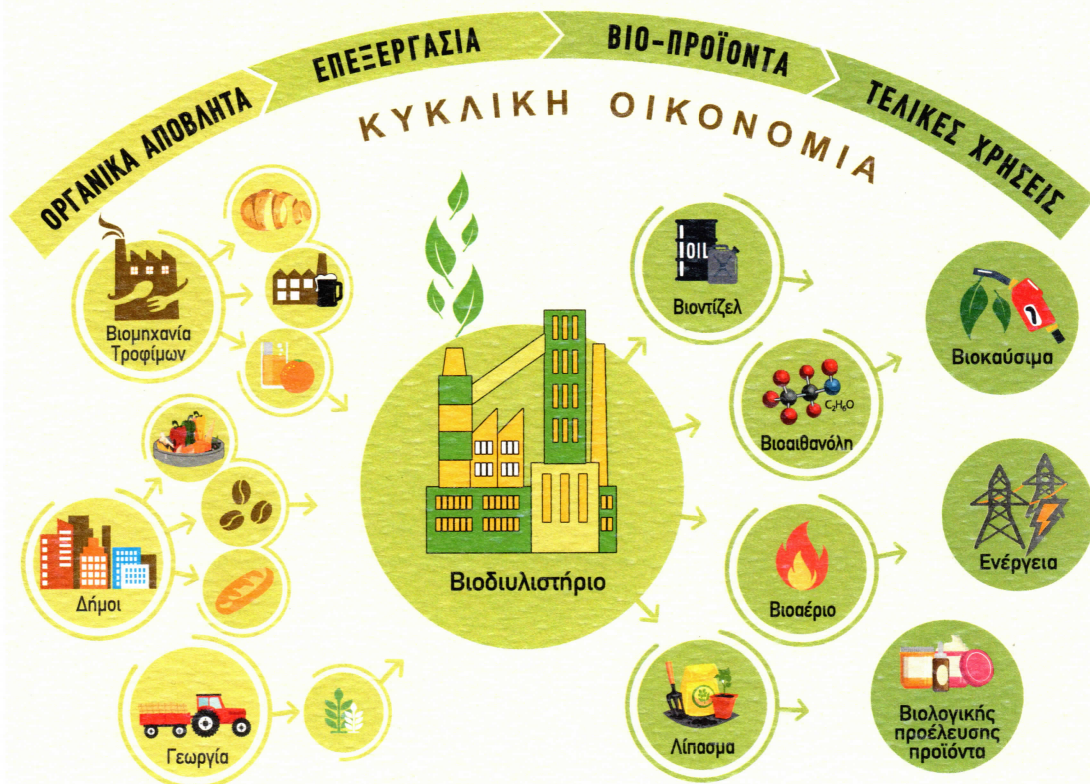 ΟΡΓΑΝΙΚΑ ΑΠΟΒΛΗΤΑ
ΕΠΕΞΕΡΓΑΣΙΑ
ΒΙΟ-ΠΡΟΪΟΝΤΑ
ΤΕΛΙΚΕΣ ΧΡΗΣΕΙΣ
ΚΥΚΛΙΚΗ ΟΙΚΟΝΟΜΙΑ
Βιομηχανία
Τροφίμων
Δήμοι
Γεωργία
Βιοδιυλιστήριο
OIL
Βιοντίζελ
C₂H₆O
Βιοαιθανόλη
Βιοαέριο
Λίπασμα
1
Βιοκαύσιμα
Ενέργεια
Βιολογικής
προέλευσης
προϊόντα